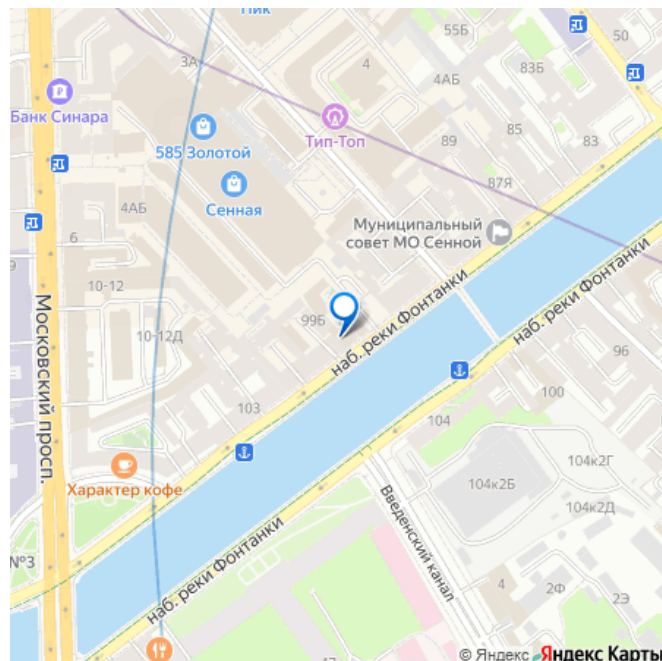 Пик
55Б
50
3А
4
Банк Синара
4АБ
83Б
Тип-Топ
585 Золотой
89
85
83
87Я
Сенная
4АБ
Муниципальный
совет МО Сенной
6
9
10-12
наб. реки Фонтанки
наб. реки Фонтанки
99Б
10-12Д
Московский просп.
96
100
103
104
Характер кофе
104к2Г
104к2Б
104к2Д
Введенский канал
№3
наб. реки Фонтанки
4
2Ф
2Э
© Яндекс Яндекс Карты